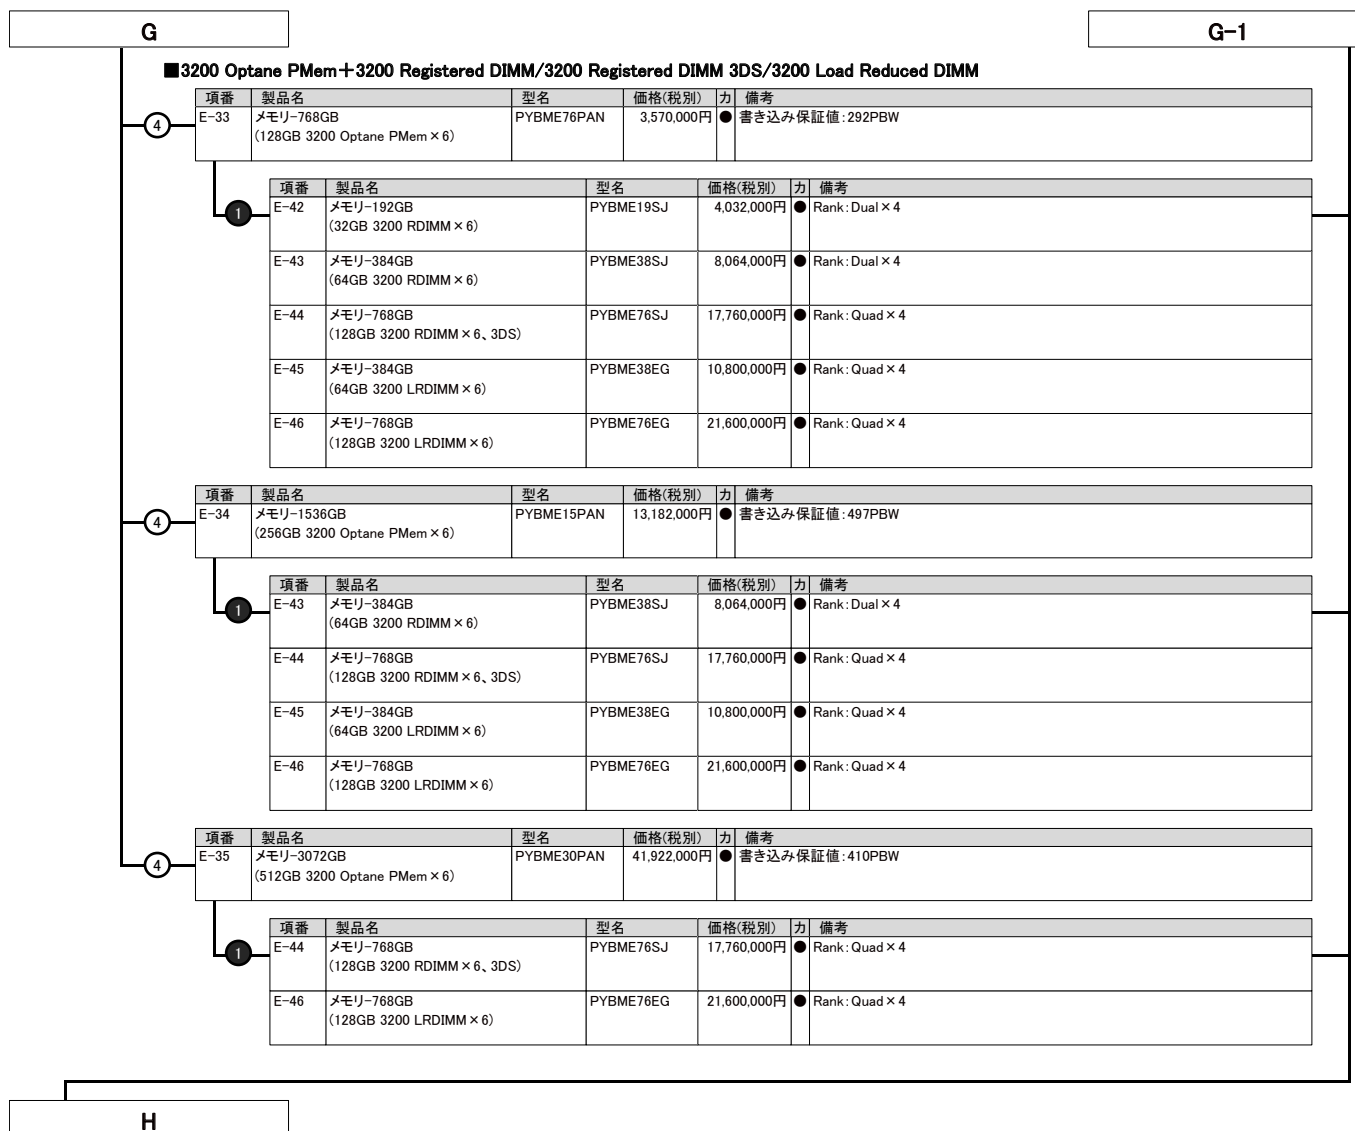 G
G-1
■3200 Optane PMem＋3200 Registered DIMM/3200 Registered DIMM 3DS/3200 Load Reduced DIMM
項番 製品名 型名 価格(税別) カ 備考
4 E-33 メモリ-768GB PYBME76PAN 3,570,000円 ● 書き込み保証値：292PBW
(128GB 3200 Optane PMem×6)
項番 製品名 型名 価格(税別) カ 備考
1 E-42 メモリ-192GB PYBME19SJ 4,032,000円 ● Rank：Dual×4
(32GB 3200 RDIMM×6)
E-43 メモリ-384GB PYBME38SJ 8,064,000円 ● Rank：Dual×4
(64GB 3200 RDIMM×6)
E-44 メモリ-768GB PYBME76SJ 17,760,000円 ● Rank：Quad×4
(128GB 3200 RDIMM×6、3DS)
E-45 メモリ-384GB PYBME38EG 10,800,000円 ● Rank：Quad×4
(64GB 3200 LRDIMM×6)
E-46 メモリ-768GB PYBME76EG 21,600,000円 ● Rank：Quad×4
(128GB 3200 LRDIMM×6)
項番 製品名 型名 価格(税別) カ 備考
4 E-34 メモリ-1536GB PYBME15PAN 13,182,000円 ● 書き込み保証値：497PBW
(256GB 3200 Optane PMem×6)
項番 製品名 型名 価格(税別) カ 備考
1 E-43 メモリ-384GB PYBME38SJ 8,064,000円 ● Rank：Dual×4
(64GB 3200 RDIMM×6)
E-44 メモリ-768GB PYBME76SJ 17,760,000円 ● Rank：Quad×4
(128GB 3200 RDIMM×6、3DS)
E-45 メモリ-384GB PYBME38EG 10,800,000円 ● Rank：Quad×4
(64GB 3200 LRDIMM×6)
E-46 メモリ-768GB PYBME76EG 21,600,000円 ● Rank：Quad×4
(128GB 3200 LRDIMM×6)
項番 製品名 型名 価格(税別) カ 備考
4 E-35 メモリ-3072GB PYBME30PAN 41,922,000円 ● 書き込み保証値：410PBW
(512GB 3200 Optane PMem×6)
項番 製品名 型名 価格(税別) カ 備考
1 E-44 メモリ-768GB PYBME76SJ 17,760,000円 ● Rank：Quad×4
(128GB 3200 RDIMM×6、3DS)
E-46 メモリ-768GB PYBME76EG 21,600,000円 ● Rank：Quad×4
(128GB 3200 LRDIMM×6)
H